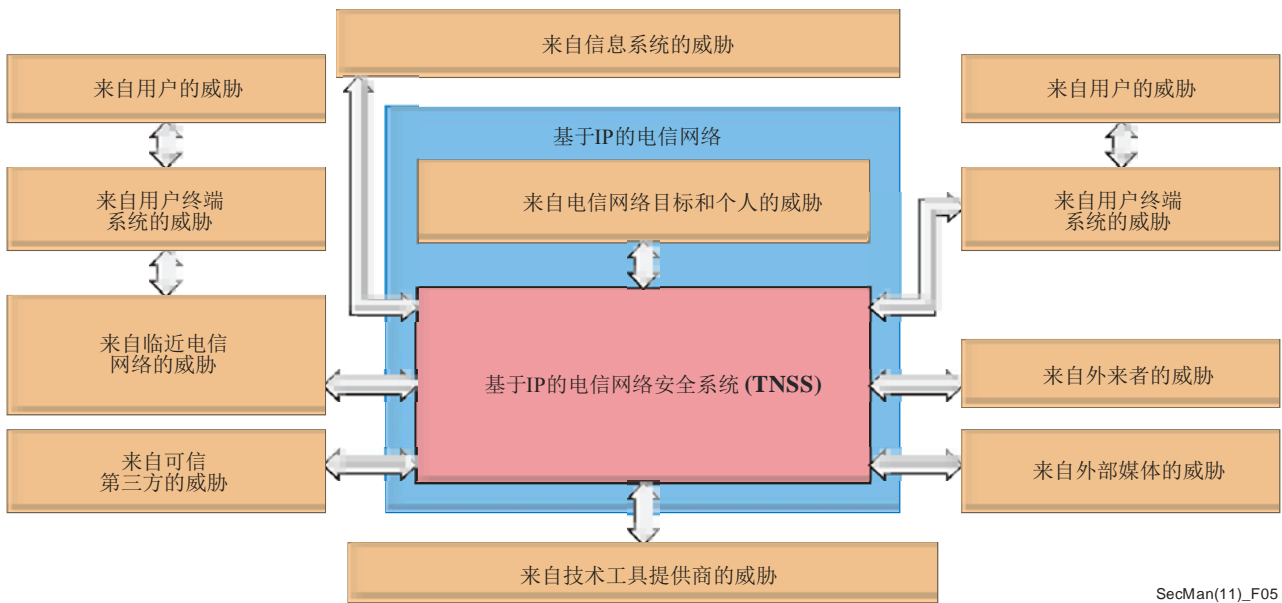 来自信息系统的威胁
来自用户的威胁
来自用户的威胁
基于IP的电信网络
来自用户终端
系统的威胁
来自电信网络目标和个人的威胁
来自用户终端
系统的威胁
来自临近电信
网络的威胁
基于IP的电信网络安全系统 (TNSS)
来自外来者的威胁
来自可信
第三方的威胁
来自外部媒体的威胁
来自技术工具提供商的威胁
SecMan(11)_F05